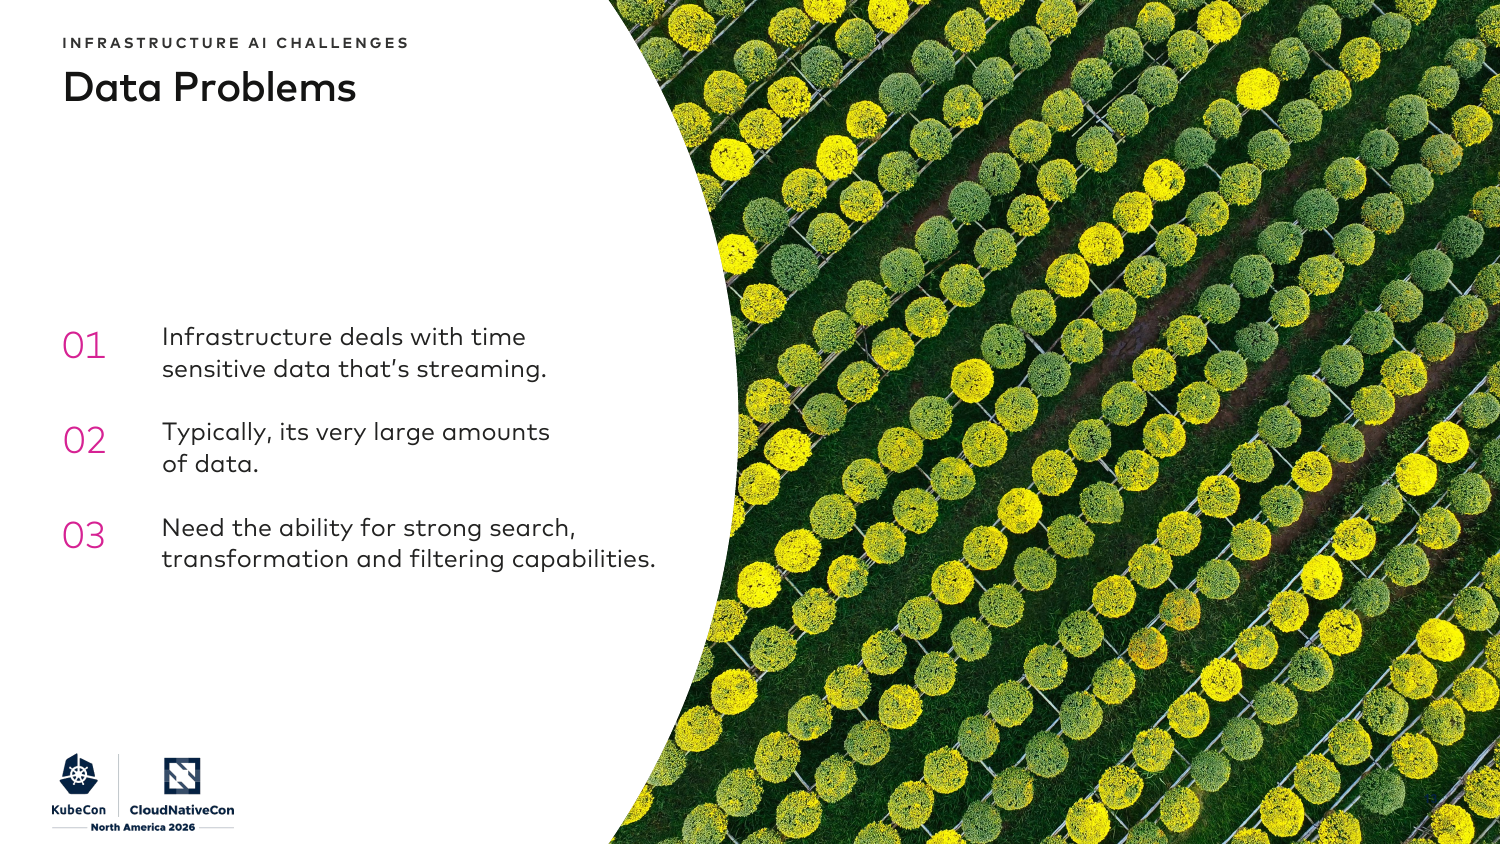 INFRASTRUCTURE AI CHALLENGES
Data Problems
01
Infrastructure deals with time
sensitive data that's streaming.
02
Typically, its very large amounts
of data.
03
Need the ability for strong search,
transformation and filtering capabilities.
KubeCon
CloudNativeCon
North America 2026